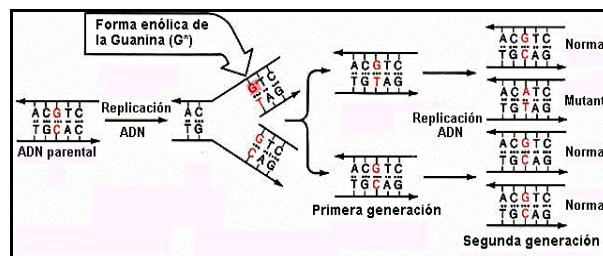 Forma enólica de
la Guanina (G*)
ACGTC
TGCAC
ADN parental
Replicación
ADN
AC
TG
GTC
TAG
GTC
CAG
ACGTC
TGTAG
ACGTC
TGCAG
Primera generación
Replicación
ADN
ACGTC
TGCAG
Norma
ACATC
TGTAG
Mutant
ACGTC
TGCAG
Norma
ACGTC
TGCAG
Norma
Segunda generación